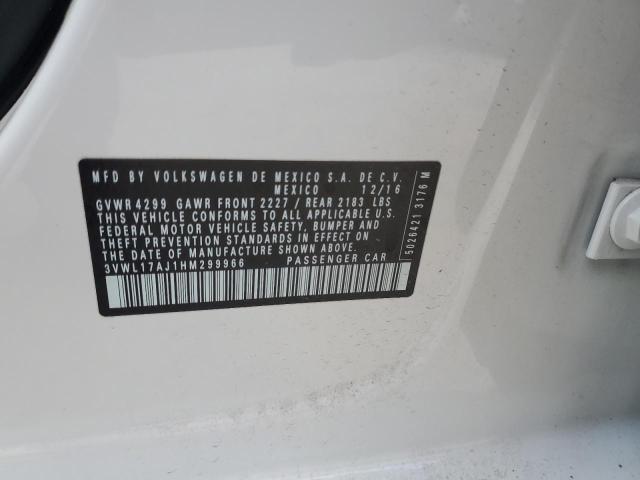 MFD BY VOLKSWAGEN DE MEXICO S.A. DE C.V.
MEXICO 12/16
GVWR 4299 GAWR FRONT 2227 / REAR 2183 LBS
THIS VEHICLE CONFORMS TO ALL APPLICABLE
FEDERAL MOTOR VEHICLE SAFETY, BUMPER AND
THEFT PREVENTION STANDARDS IN EFFECT ON
THE DATE OF MANUFACTURE SHOWN ABOVE.
3VWL17AJ1HM299966 PASSENGER CAR
5D26421 3176 M